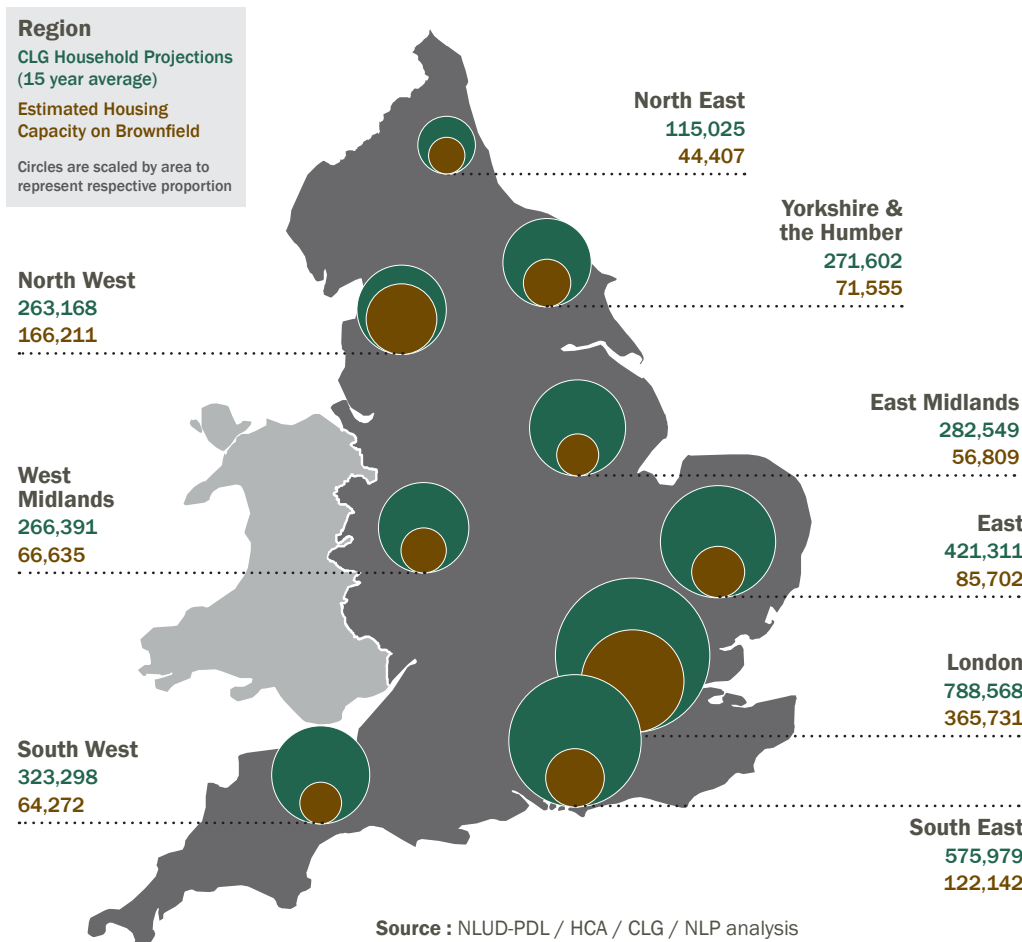 Region
CLG Household Projections
(15 year average)
Estimated Housing
Capacity on Brownfield
Circles are scaled by area to
represent respective proportion
North East
115,025
44,407
Yorkshire &
the Humber
271,602
71,555
North West
263,168
166,211
East Midlands
282,549
56,809
West
Midlands
266,391
66,635
East
421,311
85,702
London
788,568
365,731
South West
323,298
64,272
South East
575,979
122,142
Source : NLUD-PDL / HCA / CLG / NLP analysis